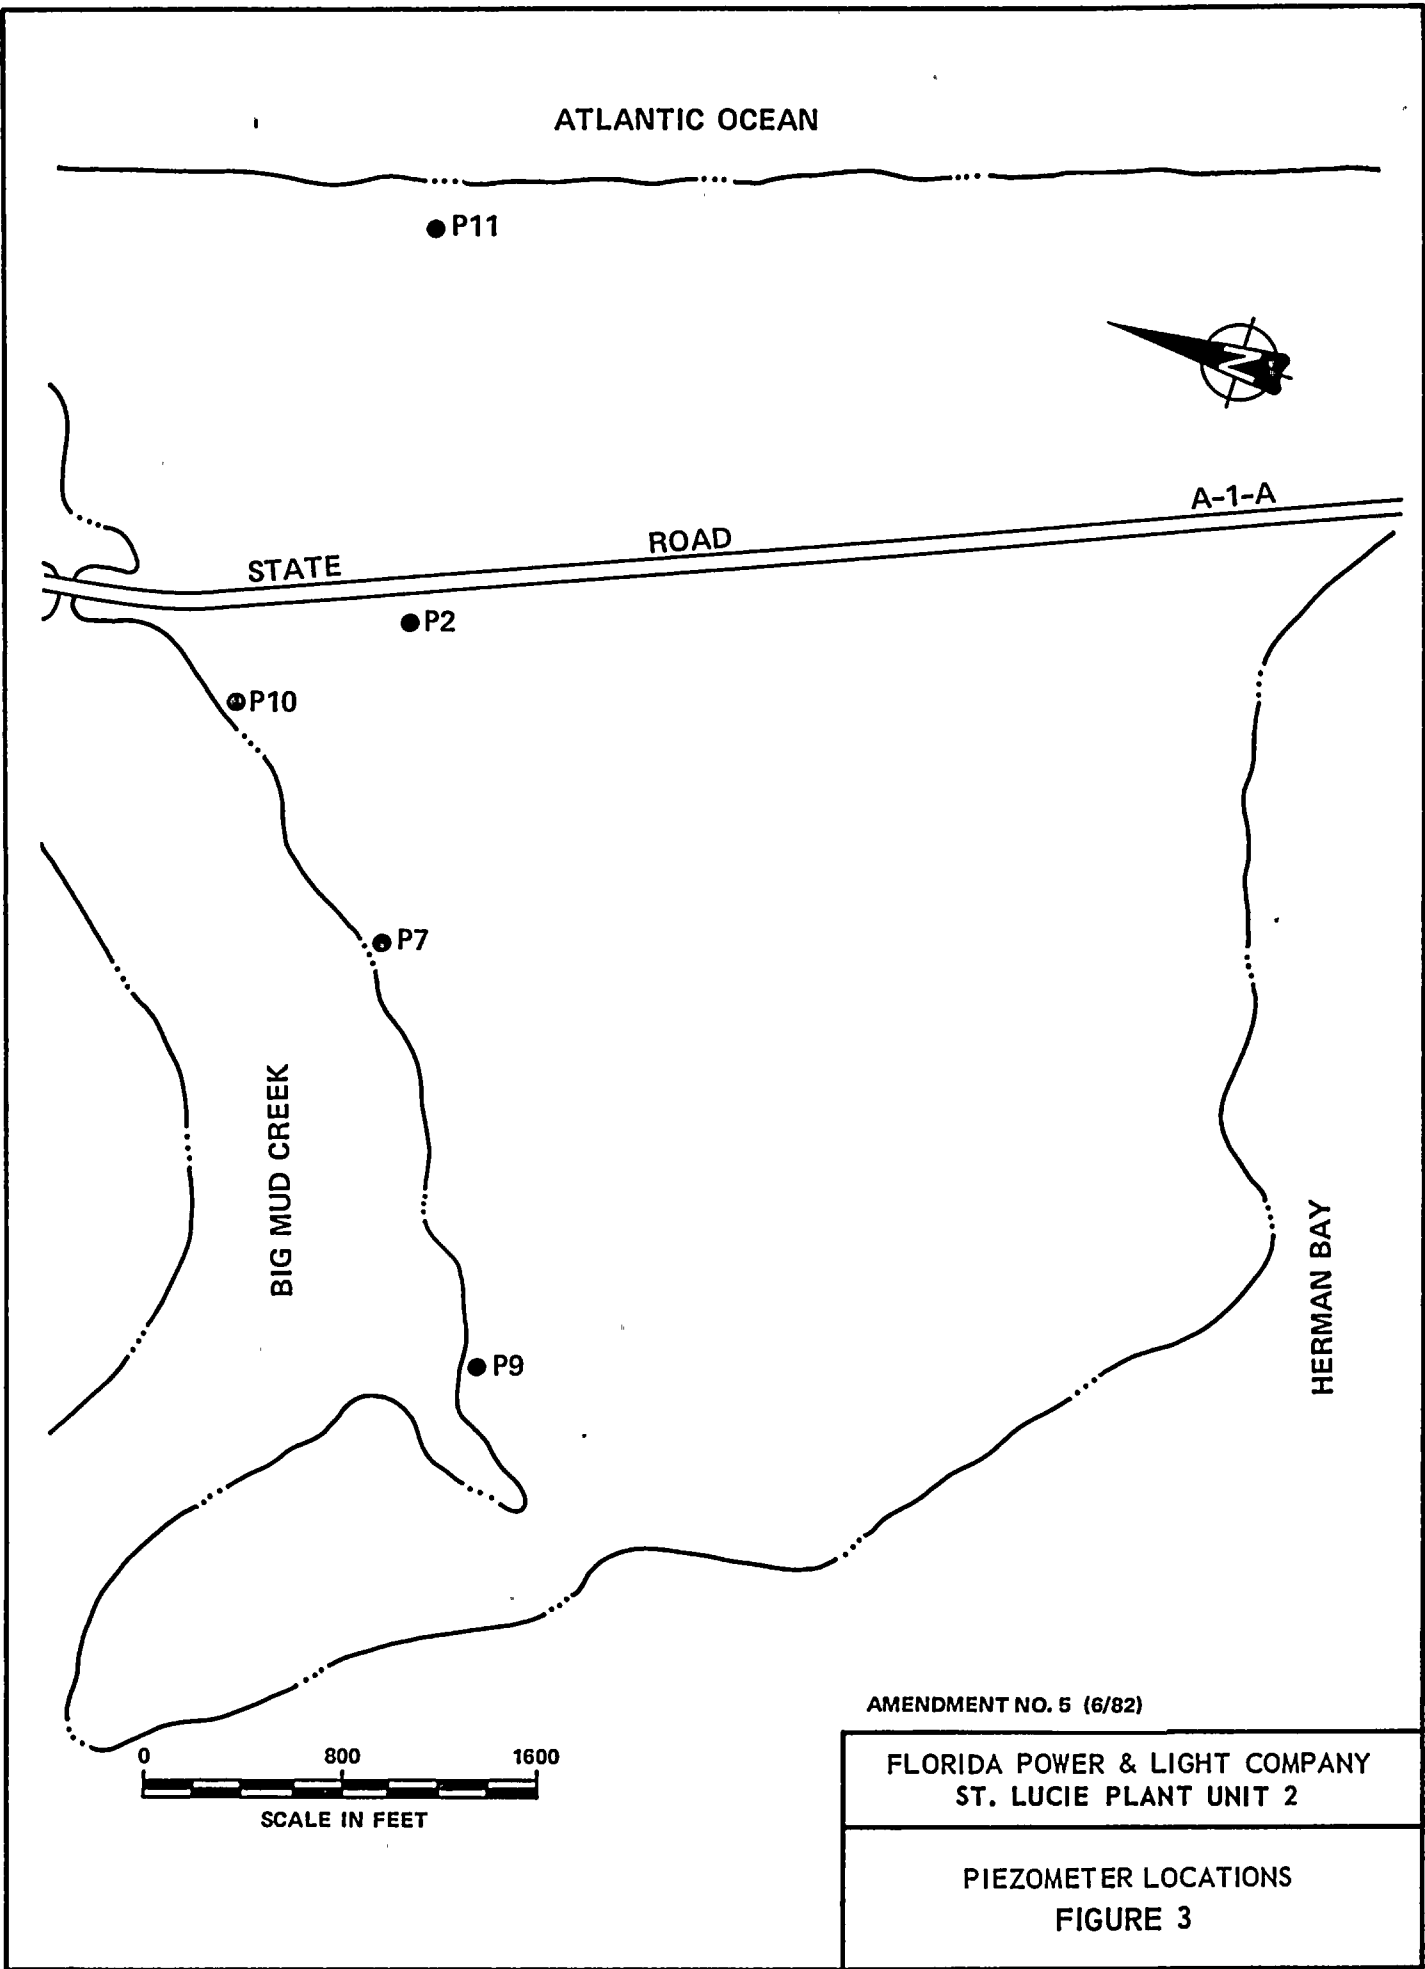 ATLANTIC OCEAN
P11
N
A-1-A
ROAD
STATE
P2
P10
P7
BIG MUD CREEK
HERMAN BAY
P9
AMENDMENT NO. 5 (6/82)
0 800 1600
SCALE IN FEET
FLORIDA POWER & LIGHT COMPANY
ST. LUCIE PLANT UNIT 2
PIEZOMETER LOCATIONS
FIGURE 3